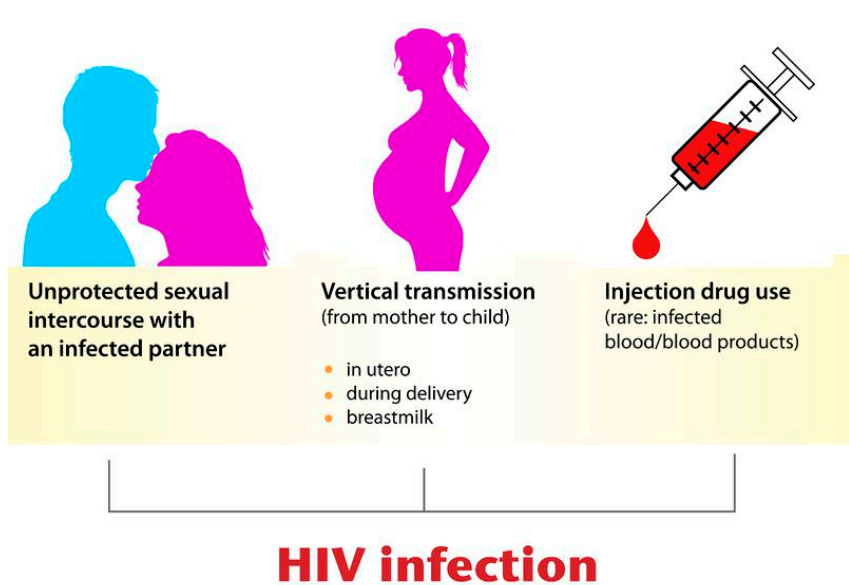 Unprotected sexual
intercourse with
an infected partner
Vertical transmission
(from mother to child)
• in utero
• during delivery
• breastmilk
Injection drug use
(rare: infected
blood/blood products)
HIV infection